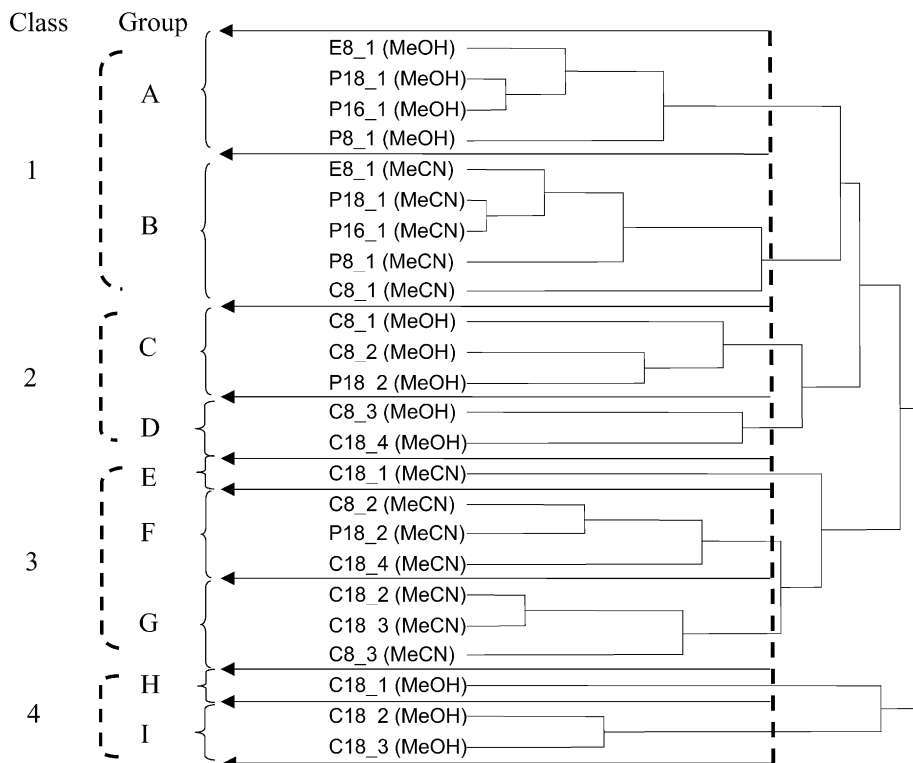 Class Group
E8_1 (MeOH)
P18_1 (MeOH)
A
P16_1 (MeOH)
P8_1 (MeOH)
1
E8_1 (MeCN)
P18_1 (MeCN)
B
P16_1 (MeCN)
P8_1 (MeCN)
C8_1 (MeCN)
C8_1 (MeOH)
C
C8_2 (MeOH)
2
P18_2 (MeOH)
C8_3 (MeOH)
D
C18_4 (MeOH)
E
C18_1 (MeCN)
C8_2 (MeCN)
F
P18_2 (MeCN)
3
C18_4 (MeCN)
C18_2 (MeCN)
G
C18_3 (MeCN)
C8_3 (MeCN)
H
C18_1 (MeOH)
4
C18_2 (MeOH)
I
C18_3 (MeOH)